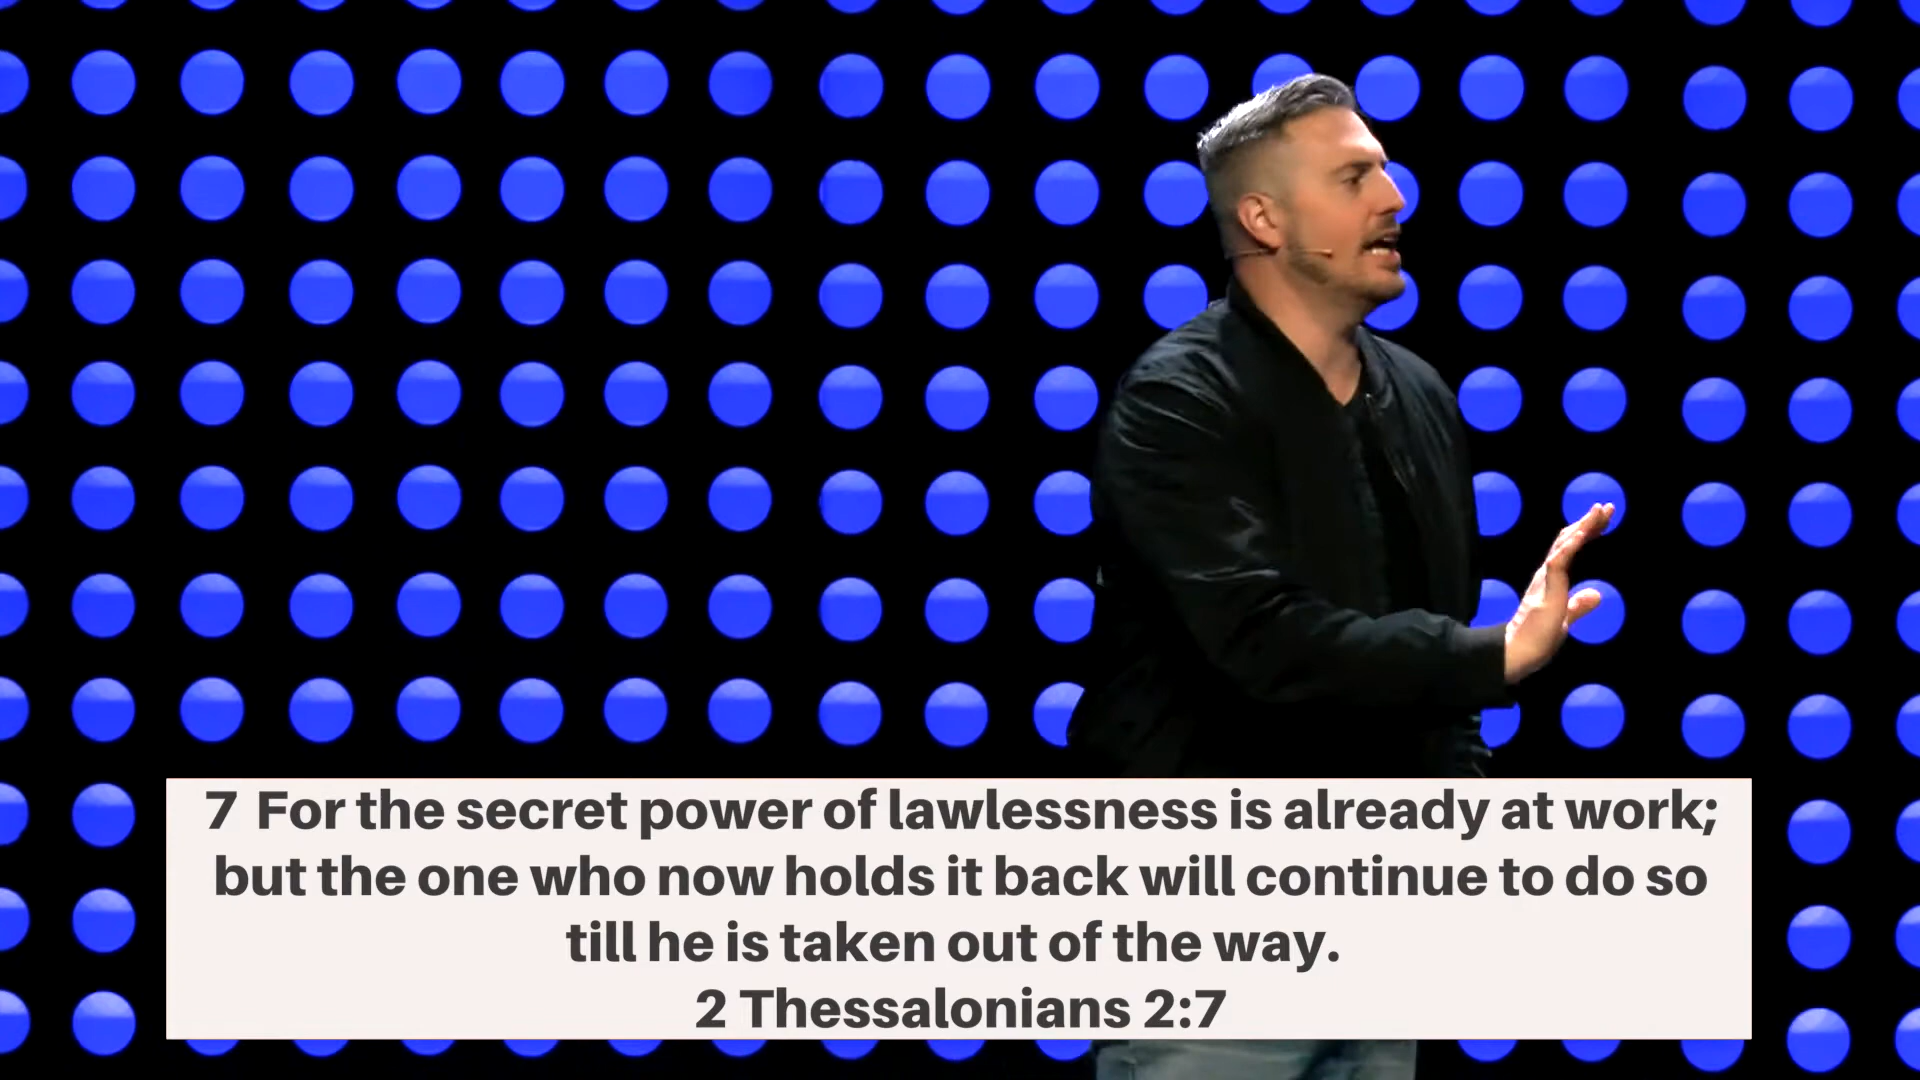 7 For the secret power of lawlessness is already at work;
but the one who now holds it back will continue to do so
till he is taken out of the way.
2 Thessalonians 2:7